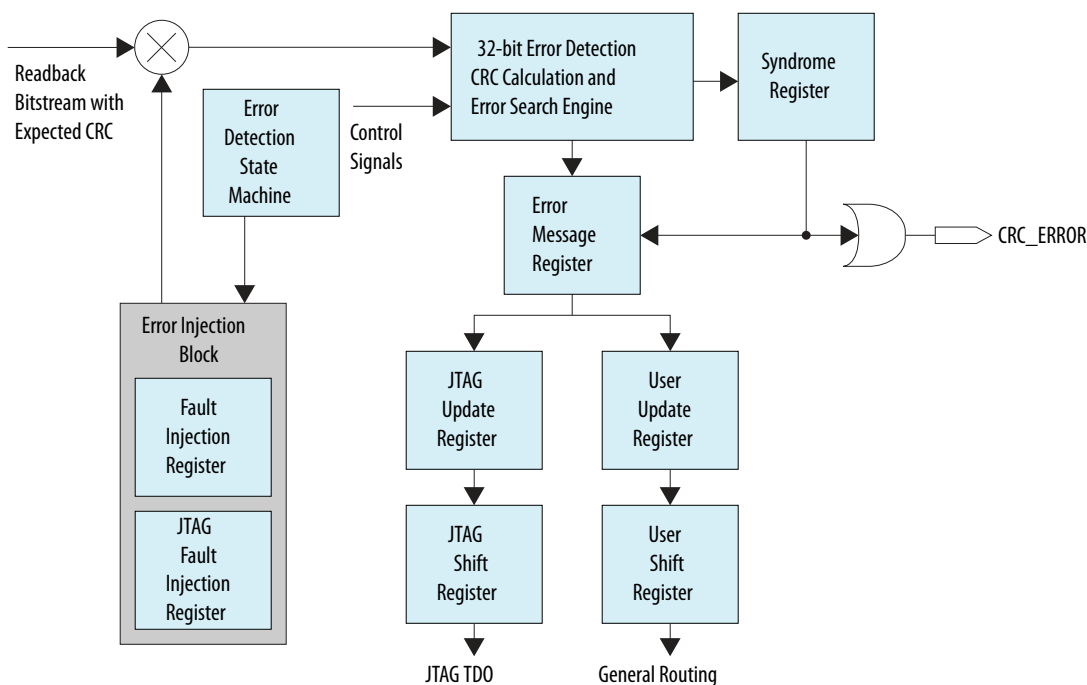 32-bit Error Detection
CRC Calculation and
Error Search Engine
Syndrome
Register
Readback
Bitstream with
Expected CRC
Error
Detection
State
Machine
Control
Signals
Error
Message
Register
CRC_ERROR
Error Injection
Block
Fault
Injection
Register
JTAG
Fault
Injection
Register
JTAG
Update
Register
User
Update
Register
JTAG
Shift
Register
User
Shift
Register
JTAG TDO
General Routing